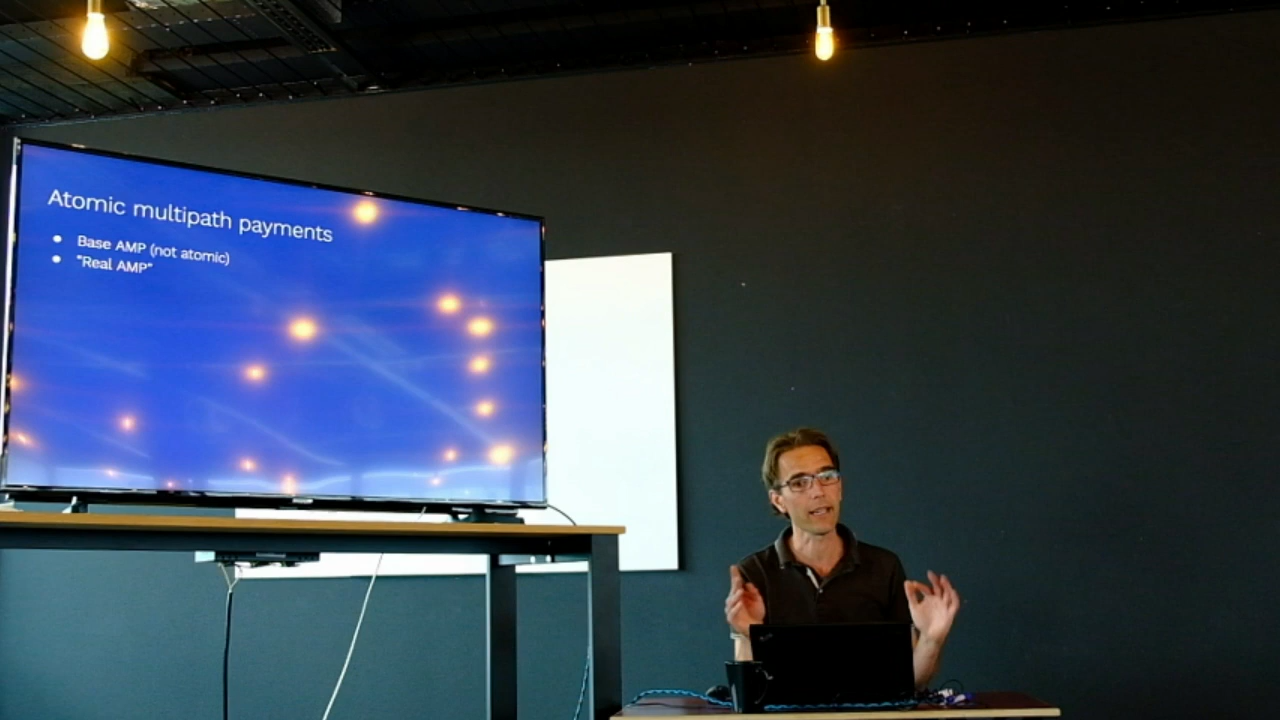 Atomic multipath payments
● Base AMP (not atomic)
● "Real AMP"